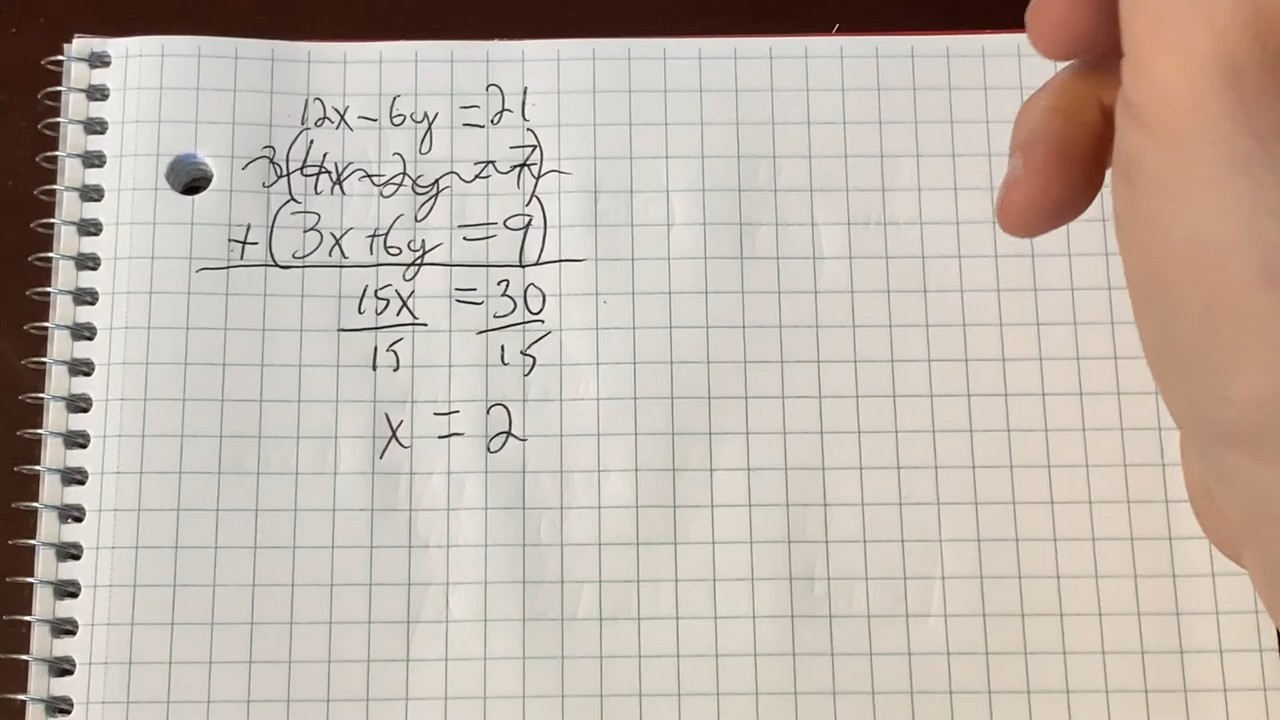 12x-6y=21
3(4x-2y=7)
+(3x+6y=9)
15x=30
15 15
x=2